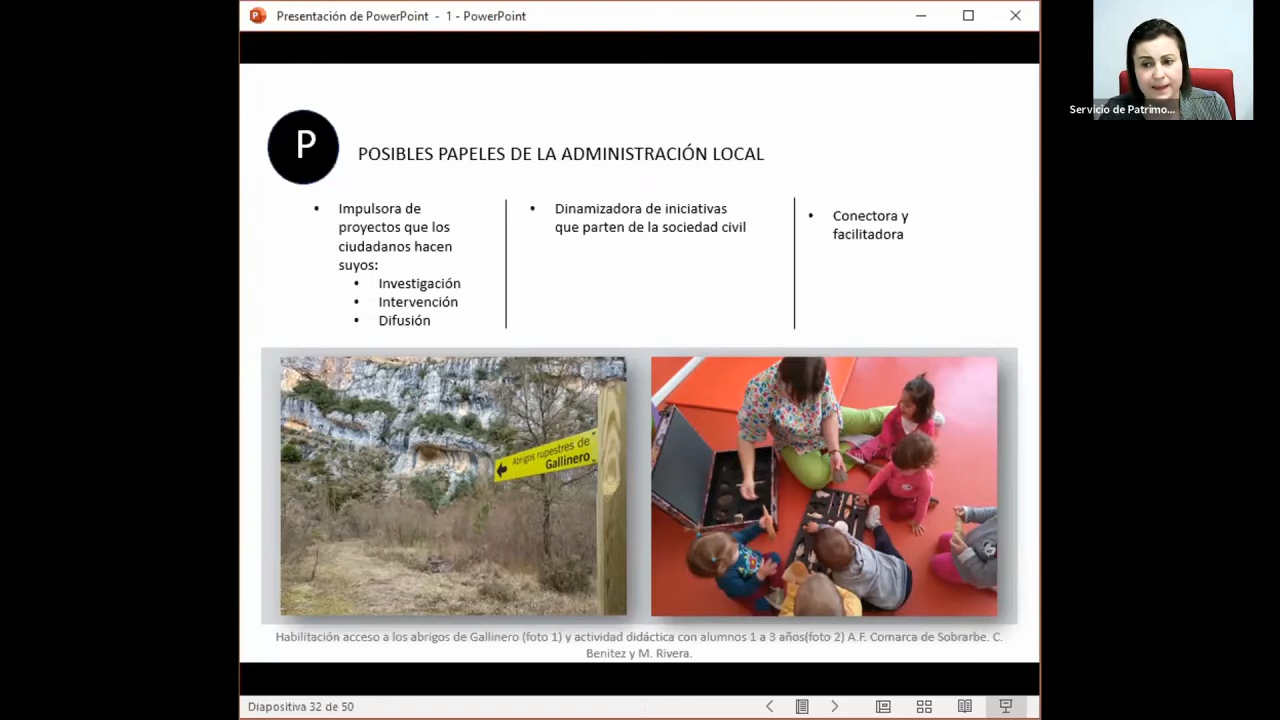 Presentación de PowerPoint - 1 - PowerPoint
Servicio de Patrimo...
P
POSIBLES PAPELES DE LA ADMINISTRACIÓN LOCAL
• Impulsora de
proyectos que los
ciudadanos hacen
suyos:
• Investigación
• Intervención
• Difusión
• Dinamizadora de iniciativas
que parten de la sociedad civil
• Conectora y
facilitadora
Abrigos rupestres de
Gallinero
Habilitación acceso a los abrigos de Gallinero (foto 1) y actividad didáctica con alumnos 1 a 3 años(foto 2) A.F. Comarca de Sobrarbe. C.
Benitez y M. Rivera.
Diapositiva 32 de 50